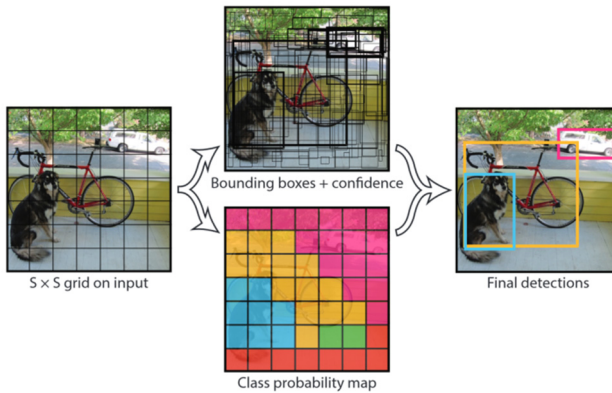 Bounding boxes + confidence
S × S grid on input
Final detections
Class probability map